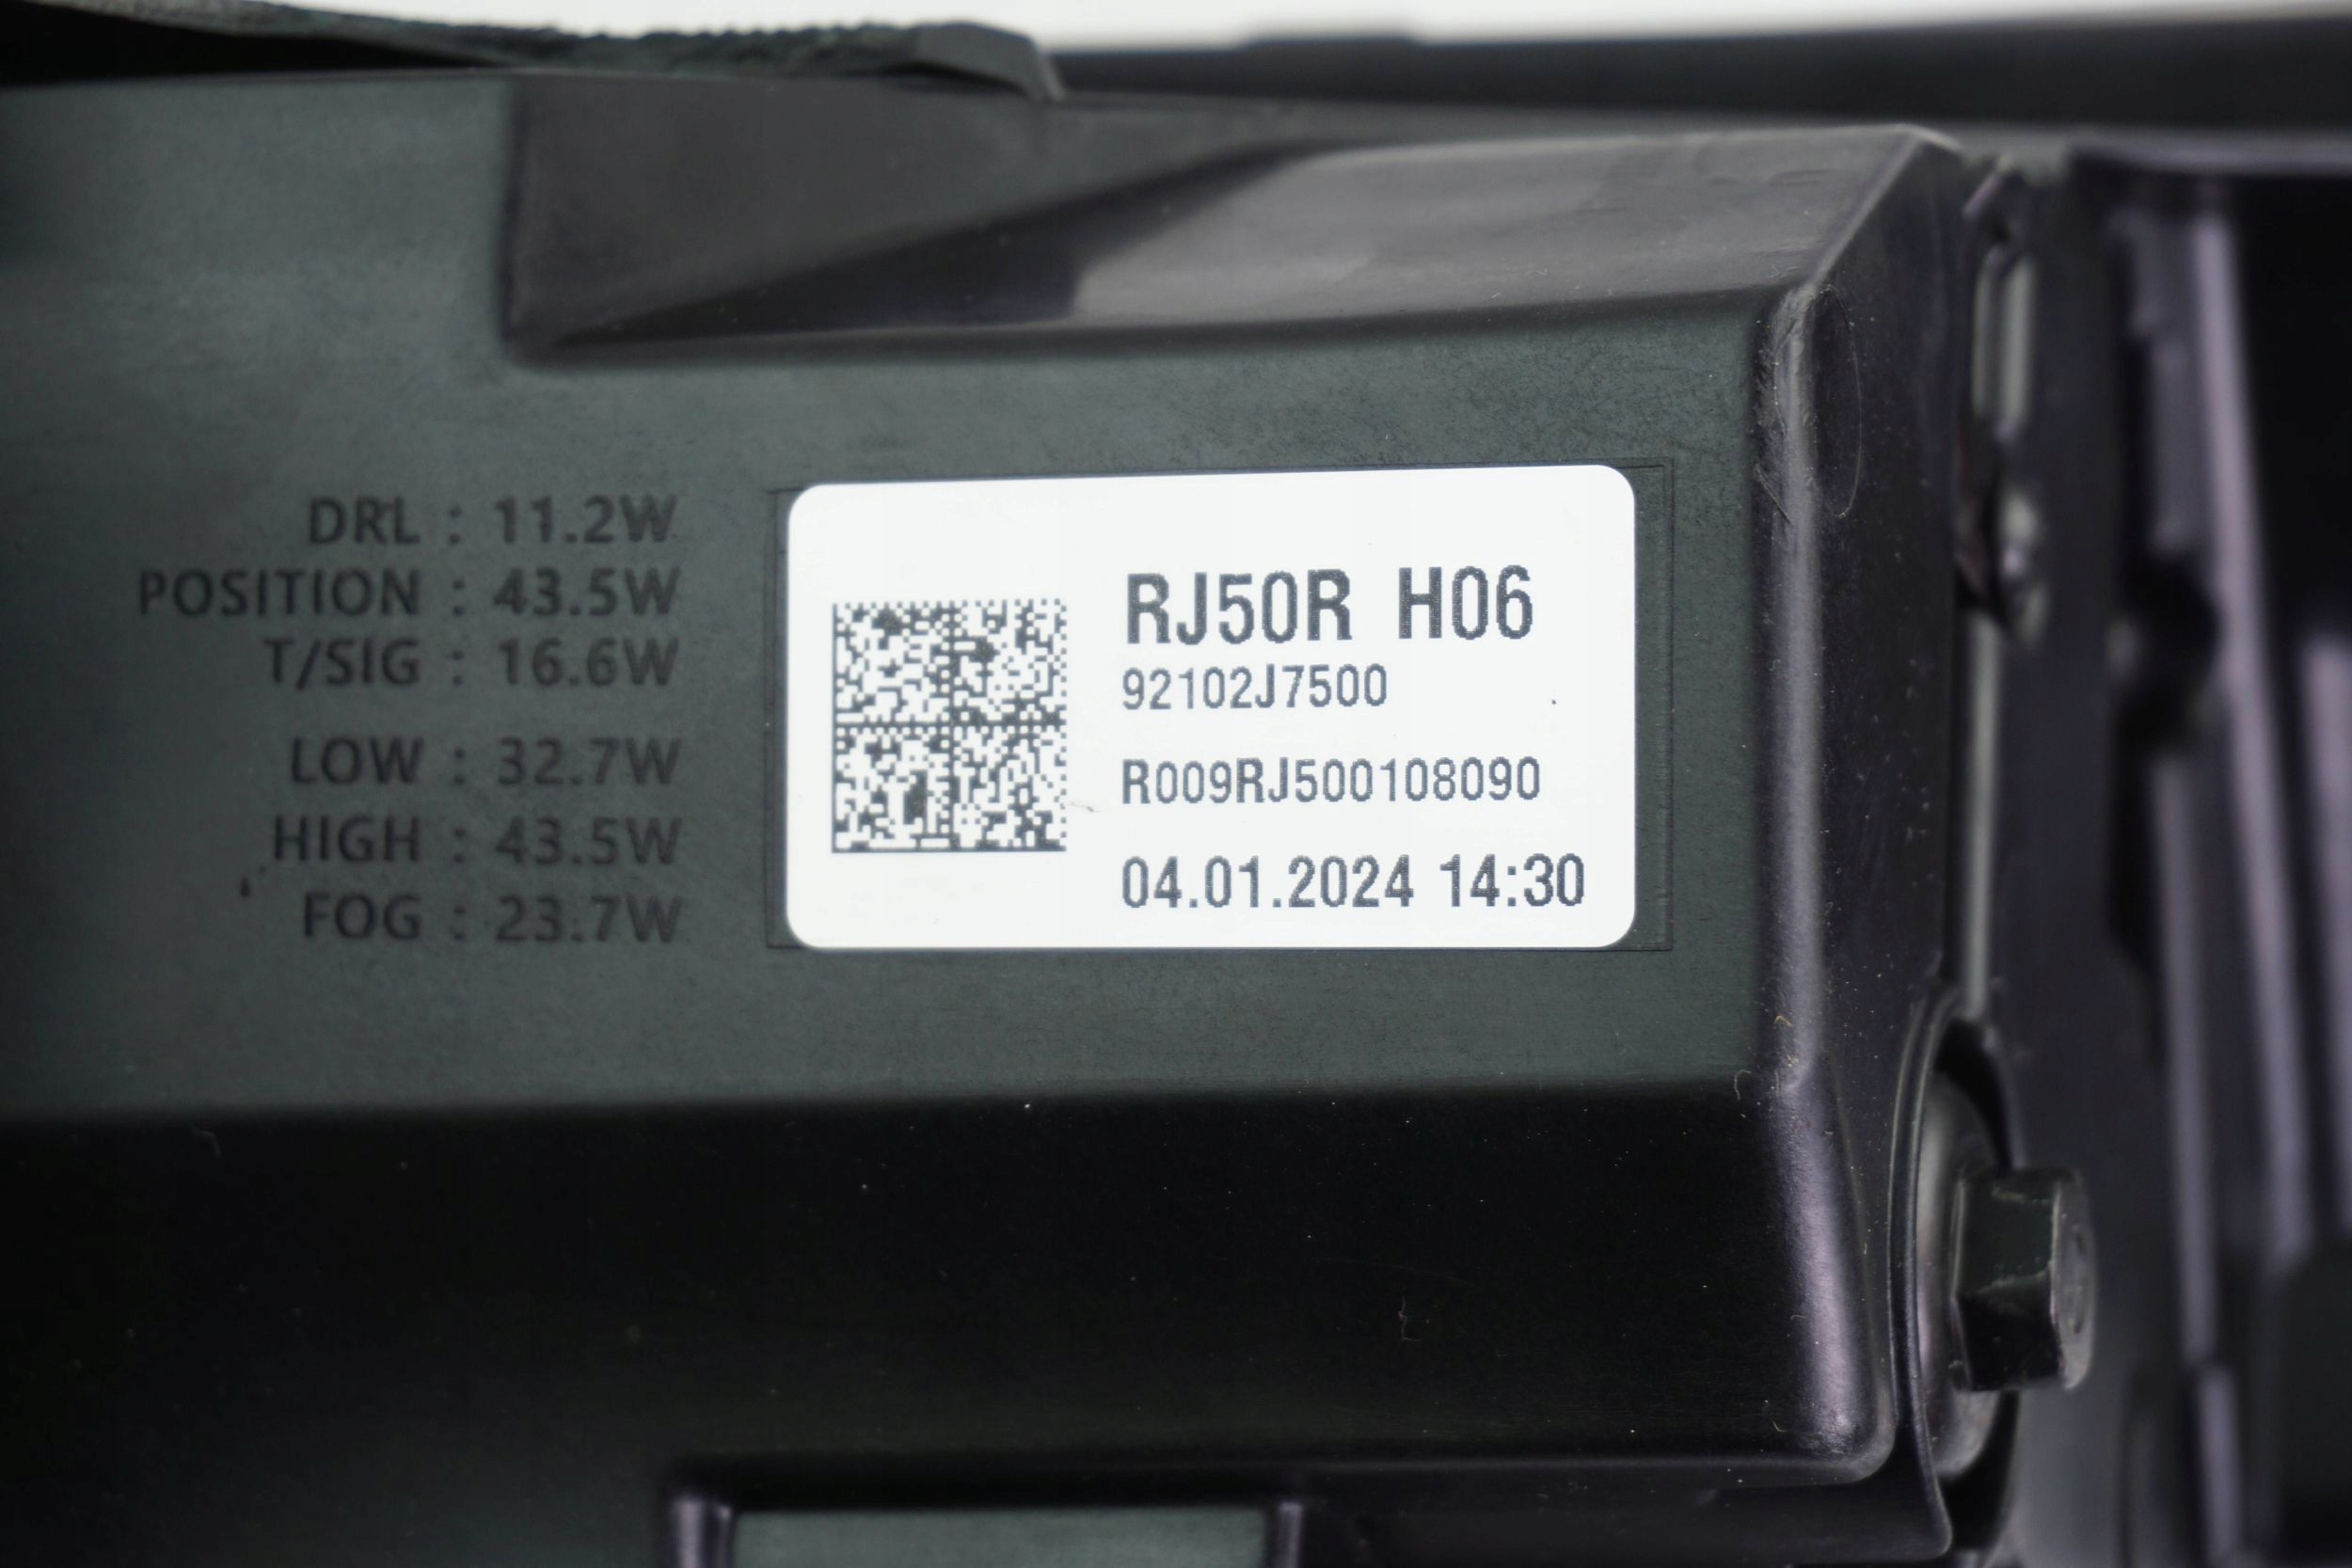 DRL : 11.2W
POSITION : 43.5W
T/SIG : 16.6W
LOW : 32.7W
HIGH : 43.5W
FOG : 23.7W
RJ50R H06
92102J7500
R009RJ500108090
04.01.2024 14:30